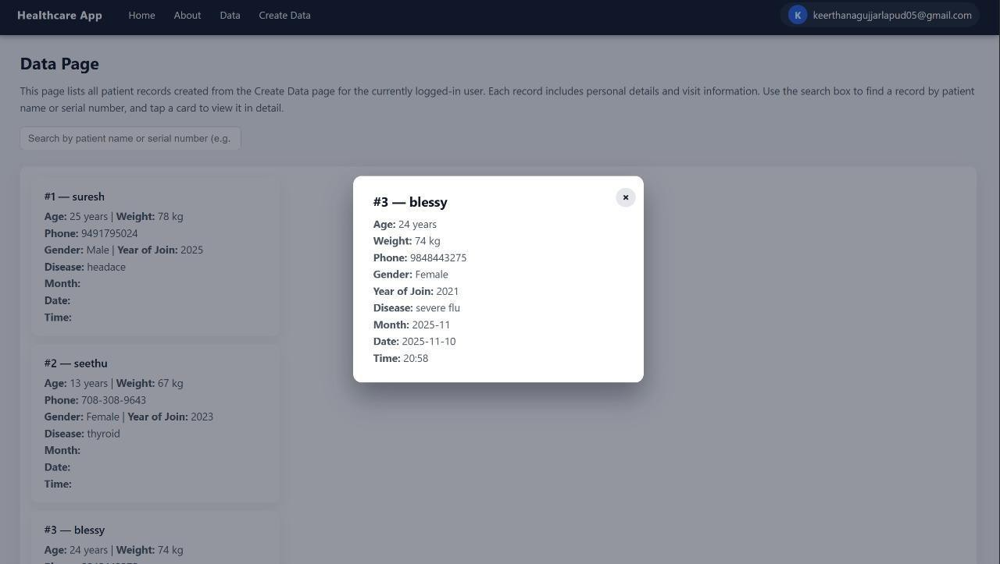 Healthcare App Home About Data Create Data K keerthanagujjarlapud05@gmail.com
Data Page
This page lists all patient records created from the Create Data page for the currently logged-in user. Each record includes personal details and visit information. Use the search box to find a record by patient
name or serial number, and tap a card to view it in detail.
Search by patient name or serial number (e.g.
#1 — suresh
Age: 25 years | Weight: 78 kg
Phone: 9491795024
Gender: Male | Year of Join: 2025
Disease: headace
Month:
Date:
Time:
#2 — seethu
Age: 13 years | Weight: 67 kg
Phone: 708-308-9643
Gender: Female | Year of Join: 2023
Disease: thyroid
Month:
Date:
Time:
#3 — blessy
Age: 24 years | Weight: 74 kg
#3 — blessy
×
Age: 24 years
Weight: 74 kg
Phone: 9848443275
Gender: Female
Year of Join: 2021
Disease: severe flu
Month: 2025-11
Date: 2025-11-10
Time: 20:58